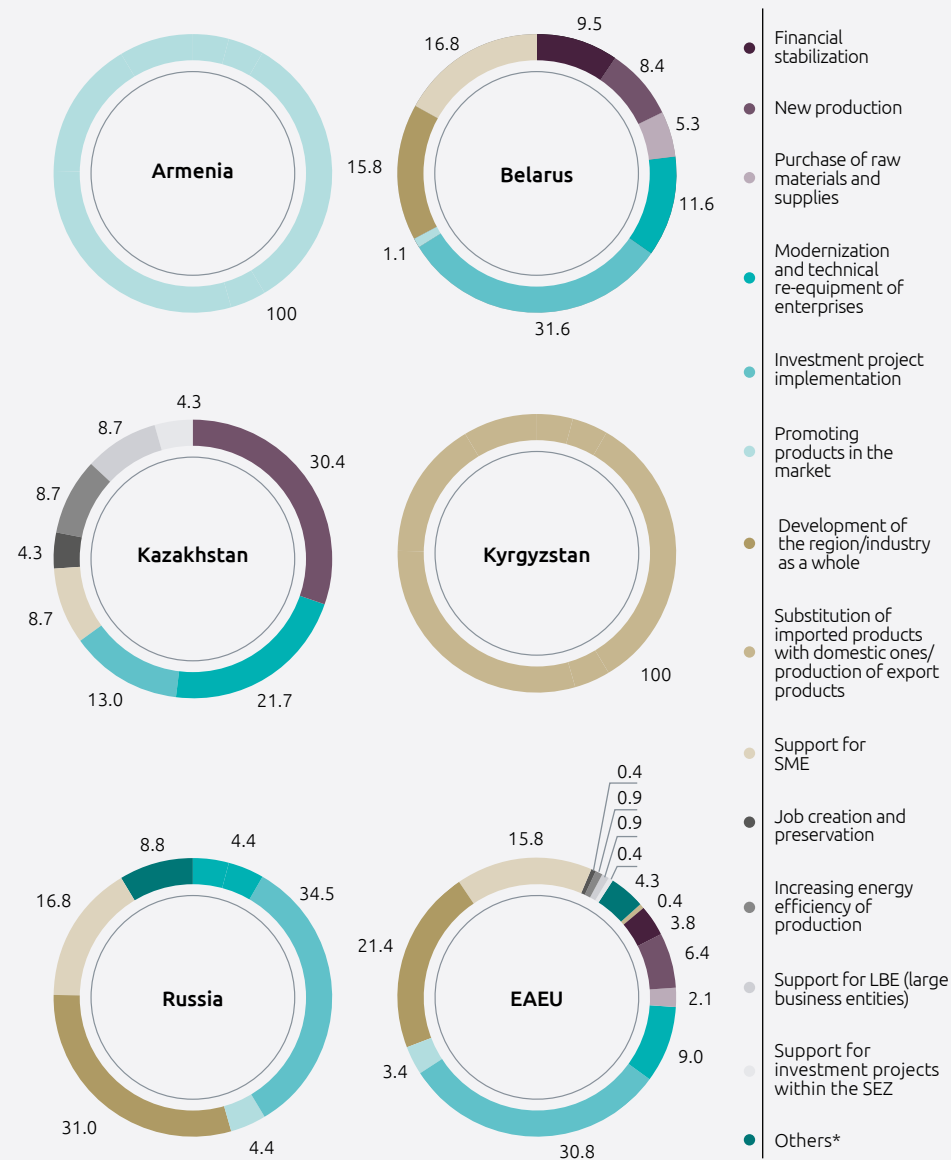 Armenia
100
Belarus
9.5
8.4
5.3
11.6
31.6
1.1
15.8
16.8
Kazakhstan
30.4
21.7
13.0
8.7
4.3
8.7
8.7
4.3
Kyrgyzstan
100
Russia
4.4
34.5
4.4
31.0
16.8
8.8
EAEU
0.4
0.9
0.9
0.4
4.3
0.4
3.8
6.4
2.1
9.0
30.8
3.4
21.4
15.8
Financial
stabilization
New production
Purchase of raw
materials and
supplies
Modernization
and technical
re-equipment of
enterprises
Investment project
implementation
Promoting
products in the
market
Development of
the region/industry
as a whole
Substitution of
imported products
with domestic ones/
production of export
products
Support for
SME
Job creation and
preservation
Increasing energy
efficiency of
production
Support for LBE (large
business entities)
Support for
investment projects
within the SEZ
Others*